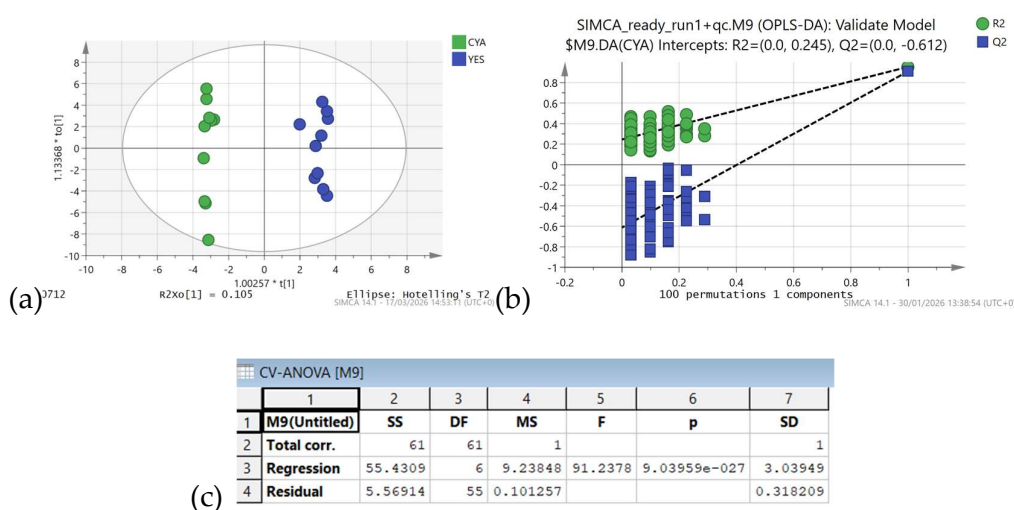 CYA
YES
8
6
4
2
0
-2
-4
-6
-8
-10
1.13368 * to[1]
-10 -8 -6 -4 -2 0 2 4 6 8
1.00257 * t[1]
(a) 0712 R2Xo[1] = 0.105 Ellipse: Hotelling's T2
SIMCA 14.1 - 17/03/2026 14:53:11 (UTC+0)
SIMCA_ready_run1+qc.M9 (OPLS-DA): Validate Model
$M9.DA(CYA) Intercepts: R2=(0.0, 0.245), Q2=(0.0, -0.612)
R2
Q2
0.8
0.6
0.4
0.2
0
-0.2
-0.4
-0.6
-0.8
-1
-0.2 0 0.2 0.4 0.6 0.8 1
(b) 100 permutations 1 components
SIMCA 14.1 - 30/01/2026 13:38:54 (UTC+0)
CV-ANOVA [M9]
1 2 3 4 5 6 7
1 M9(Untitled) SS DF MS F p SD
2 Total corr. 61 61 1 1
3 Regression 55.4309 6 9.23848 91.2378 9.03959e-027 3.03949
4 Residual 5.56914 55 0.101257 0.318209
(c)